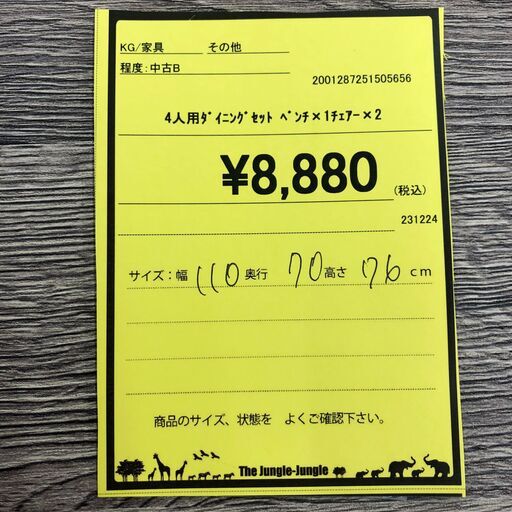 KG/家具 その他
程度:中古B
2001287251505656
4人用ﾀﾞｲﾆﾝｸﾞｾｯﾄ ﾍﾞﾝﾁ×1ﾁｪｱｰ×2
¥8,880 (税込)
231224
サイズ:幅 110 奥行 70 高さ 76 cm
商品のサイズ、状態を よくご確認下さい。
The Jungle-Jungle